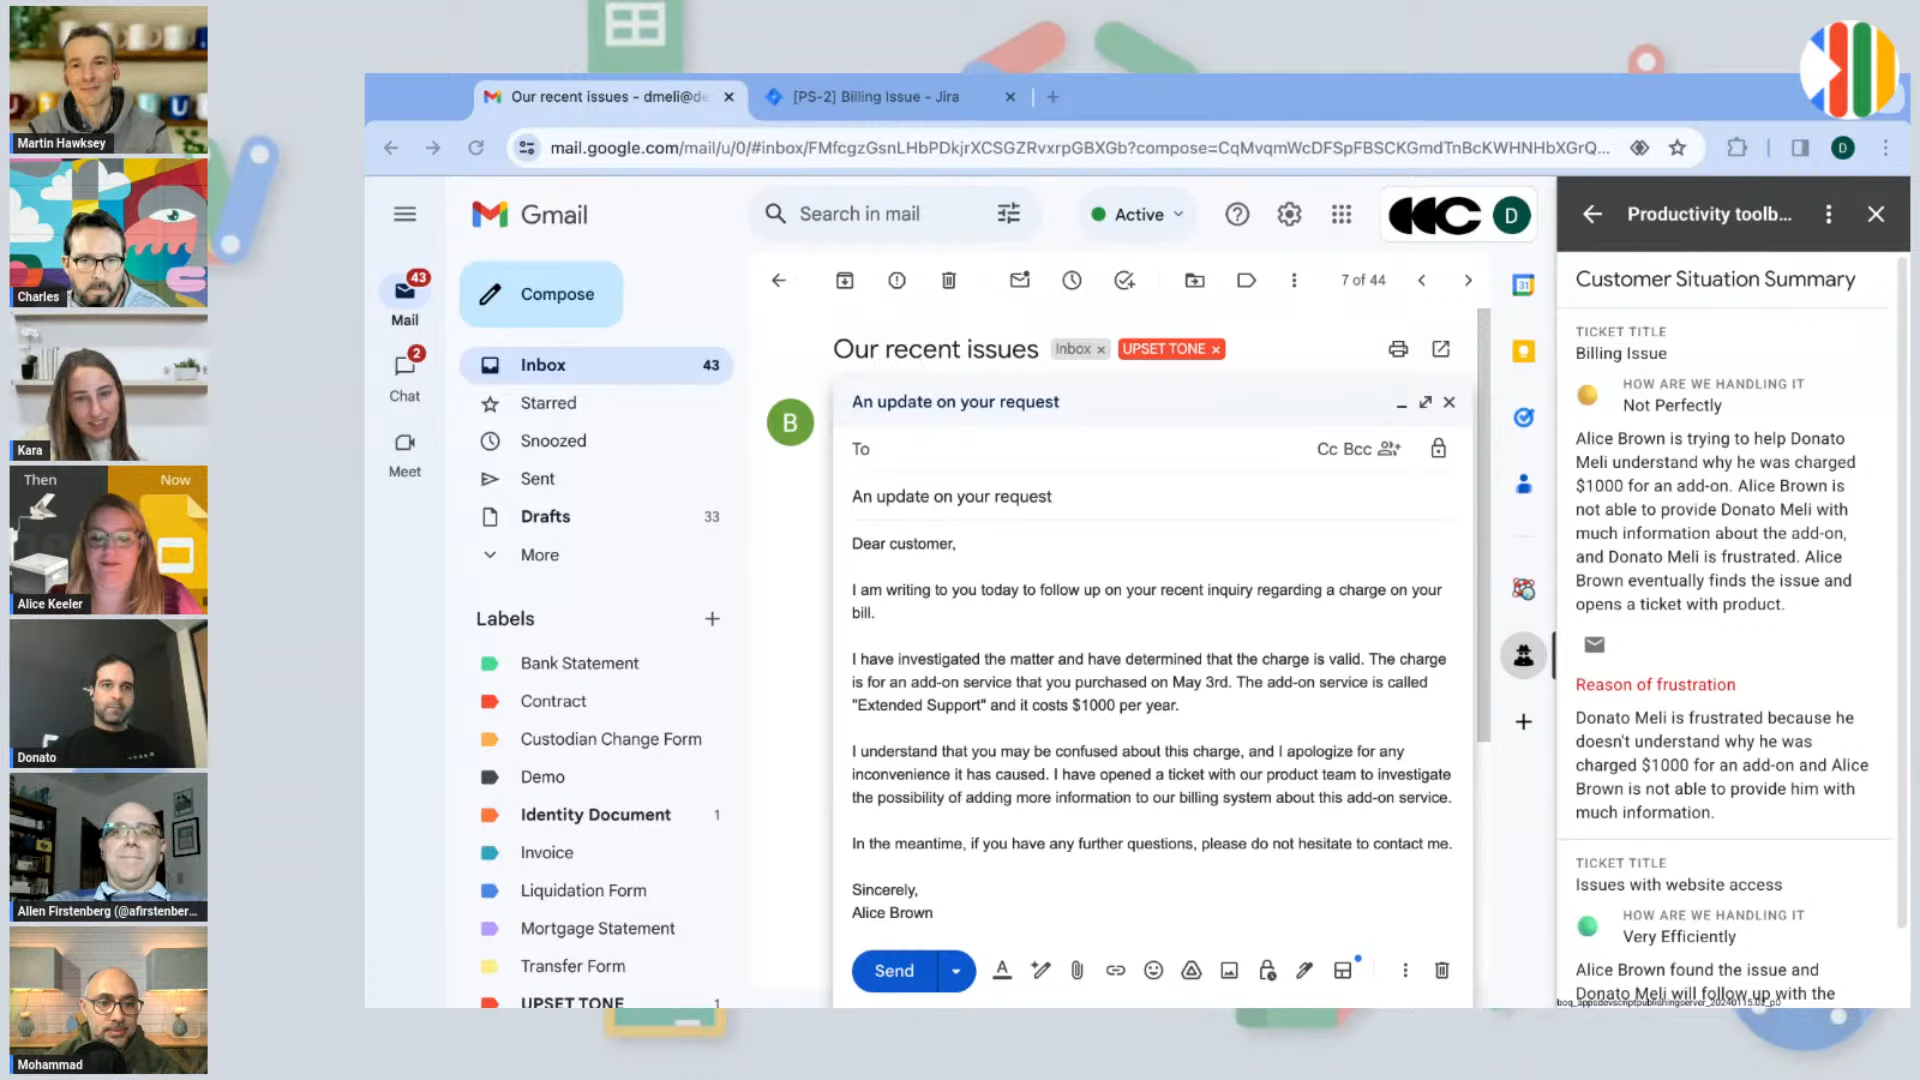 Martin Hawksey
Charles
Kara
Then
Now
Alice Keeler
Donato
Allen Firstenberg (@afirstenber...
Mohammad
Our recent issues - dmeli@de
[PS-2] Billing Issue - Jira
mail.google.com/mail/u/0/#inbox/FMfcgzGsnLHbPDkjrXCSGZRvxrpGBXGb?compose=CqMvqmWcDFSpFBSCKGmdTnBcKWHNHbXGrQ...
D
43
Mail
2
Chat
Meet
Gmail
Search in mail
Active
D
Compose
Inbox 43
Starred
Snoozed
Sent
Drafts 33
More
Labels
Bank Statement
Contract
Custodian Change Form
Demo
Identity Document 1
Invoice
Liquidation Form
Mortgage Statement
Transfer Form
UPSET TONE 1
7 of 44
Our recent issues Inbox x UPSET TONE x
B
An update on your request
To Cc Bcc
An update on your request
Dear customer,
I am writing to you today to follow up on your recent inquiry regarding a charge on your
bill.
I have investigated the matter and have determined that the charge is valid. The charge
is for an add-on service that you purchased on May 3rd. The add-on service is called
"Extended Support" and it costs $1000 per year.
I understand that you may be confused about this charge, and I apologize for any
inconvenience it has caused. I have opened a ticket with our product team to investigate
the possibility of adding more information to our billing system about this add-on service.
In the meantime, if you have any further questions, please do not hesitate to contact me.
Sincerely,
Alice Brown
Send
31
Productivity toolb...
Customer Situation Summary
TICKET TITLE
Billing Issue
HOW ARE WE HANDLING IT
Not Perfectly
Alice Brown is trying to help Donato
Meli understand why he was charged
$1000 for an add-on. Alice Brown is
not able to provide Donato Meli with
much information about the add-on,
and Donato Meli is frustrated. Alice
Brown eventually finds the issue and
opens a ticket with product.
Reason of frustration
Donato Meli is frustrated because he
doesn't understand why he was
charged $1000 for an add-on and Alice
Brown is not able to provide him with
much information.
TICKET TITLE
Issues with website access
HOW ARE WE HANDLING IT
Very Efficiently
Alice Brown found the issue and
Donato Meli will follow up with the